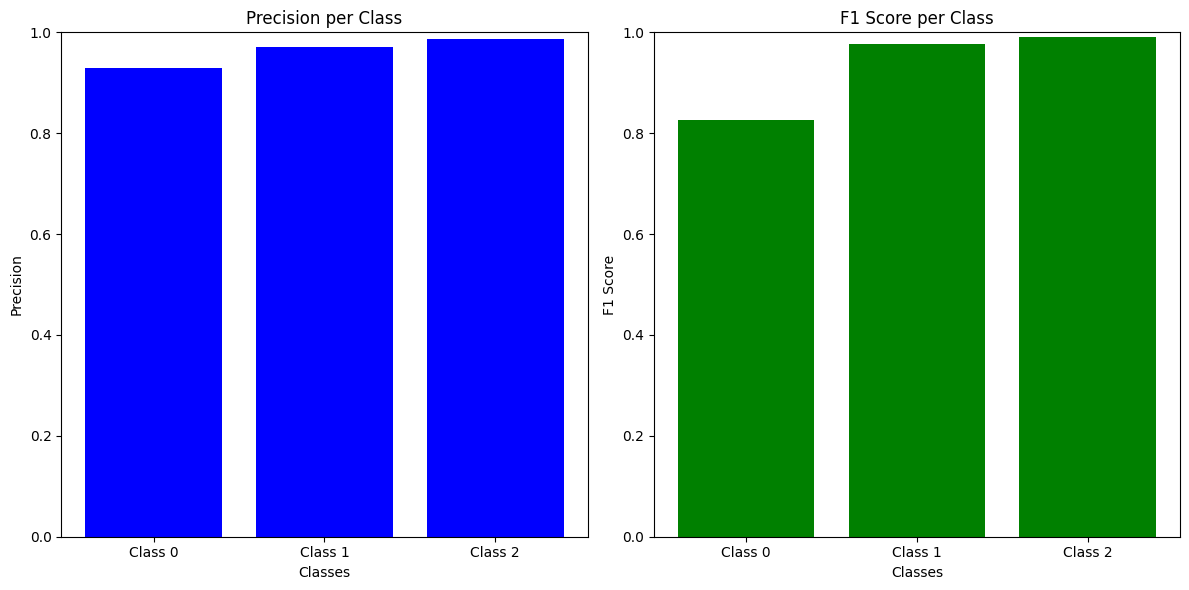 Precision per Class
1.0
0.8
0.6
0.4
0.2
0.0
Precision
Class 0 Class 1 Class 2
Classes
F1 Score per Class
1.0
0.8
0.6
0.4
0.2
0.0
F1 Score
Class 0 Class 1 Class 2
Classes